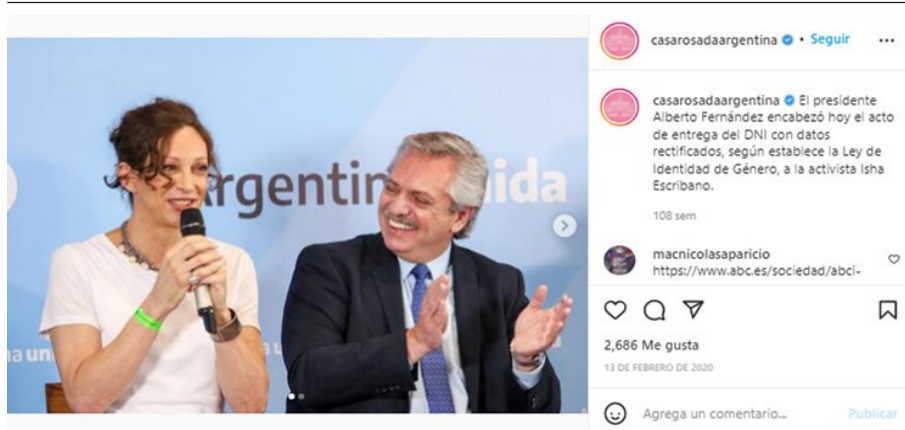 casarosadaargentina • Seguir
casarosadaargentina El presidente
Alberto Fernández encabezó hoy el acto
de entrega del DNI con datos
rectificados, según establece la Ley de
Identidad de Género, a la activista Isha
Escribano.
108 sem
macnicolasaparicio
https://www.abc.es/sociedad/abci-
2,686 Me gusta
13 DE FEBRERO DE 2020
Agrega un comentario...
Publicar
rgentin ida
a un